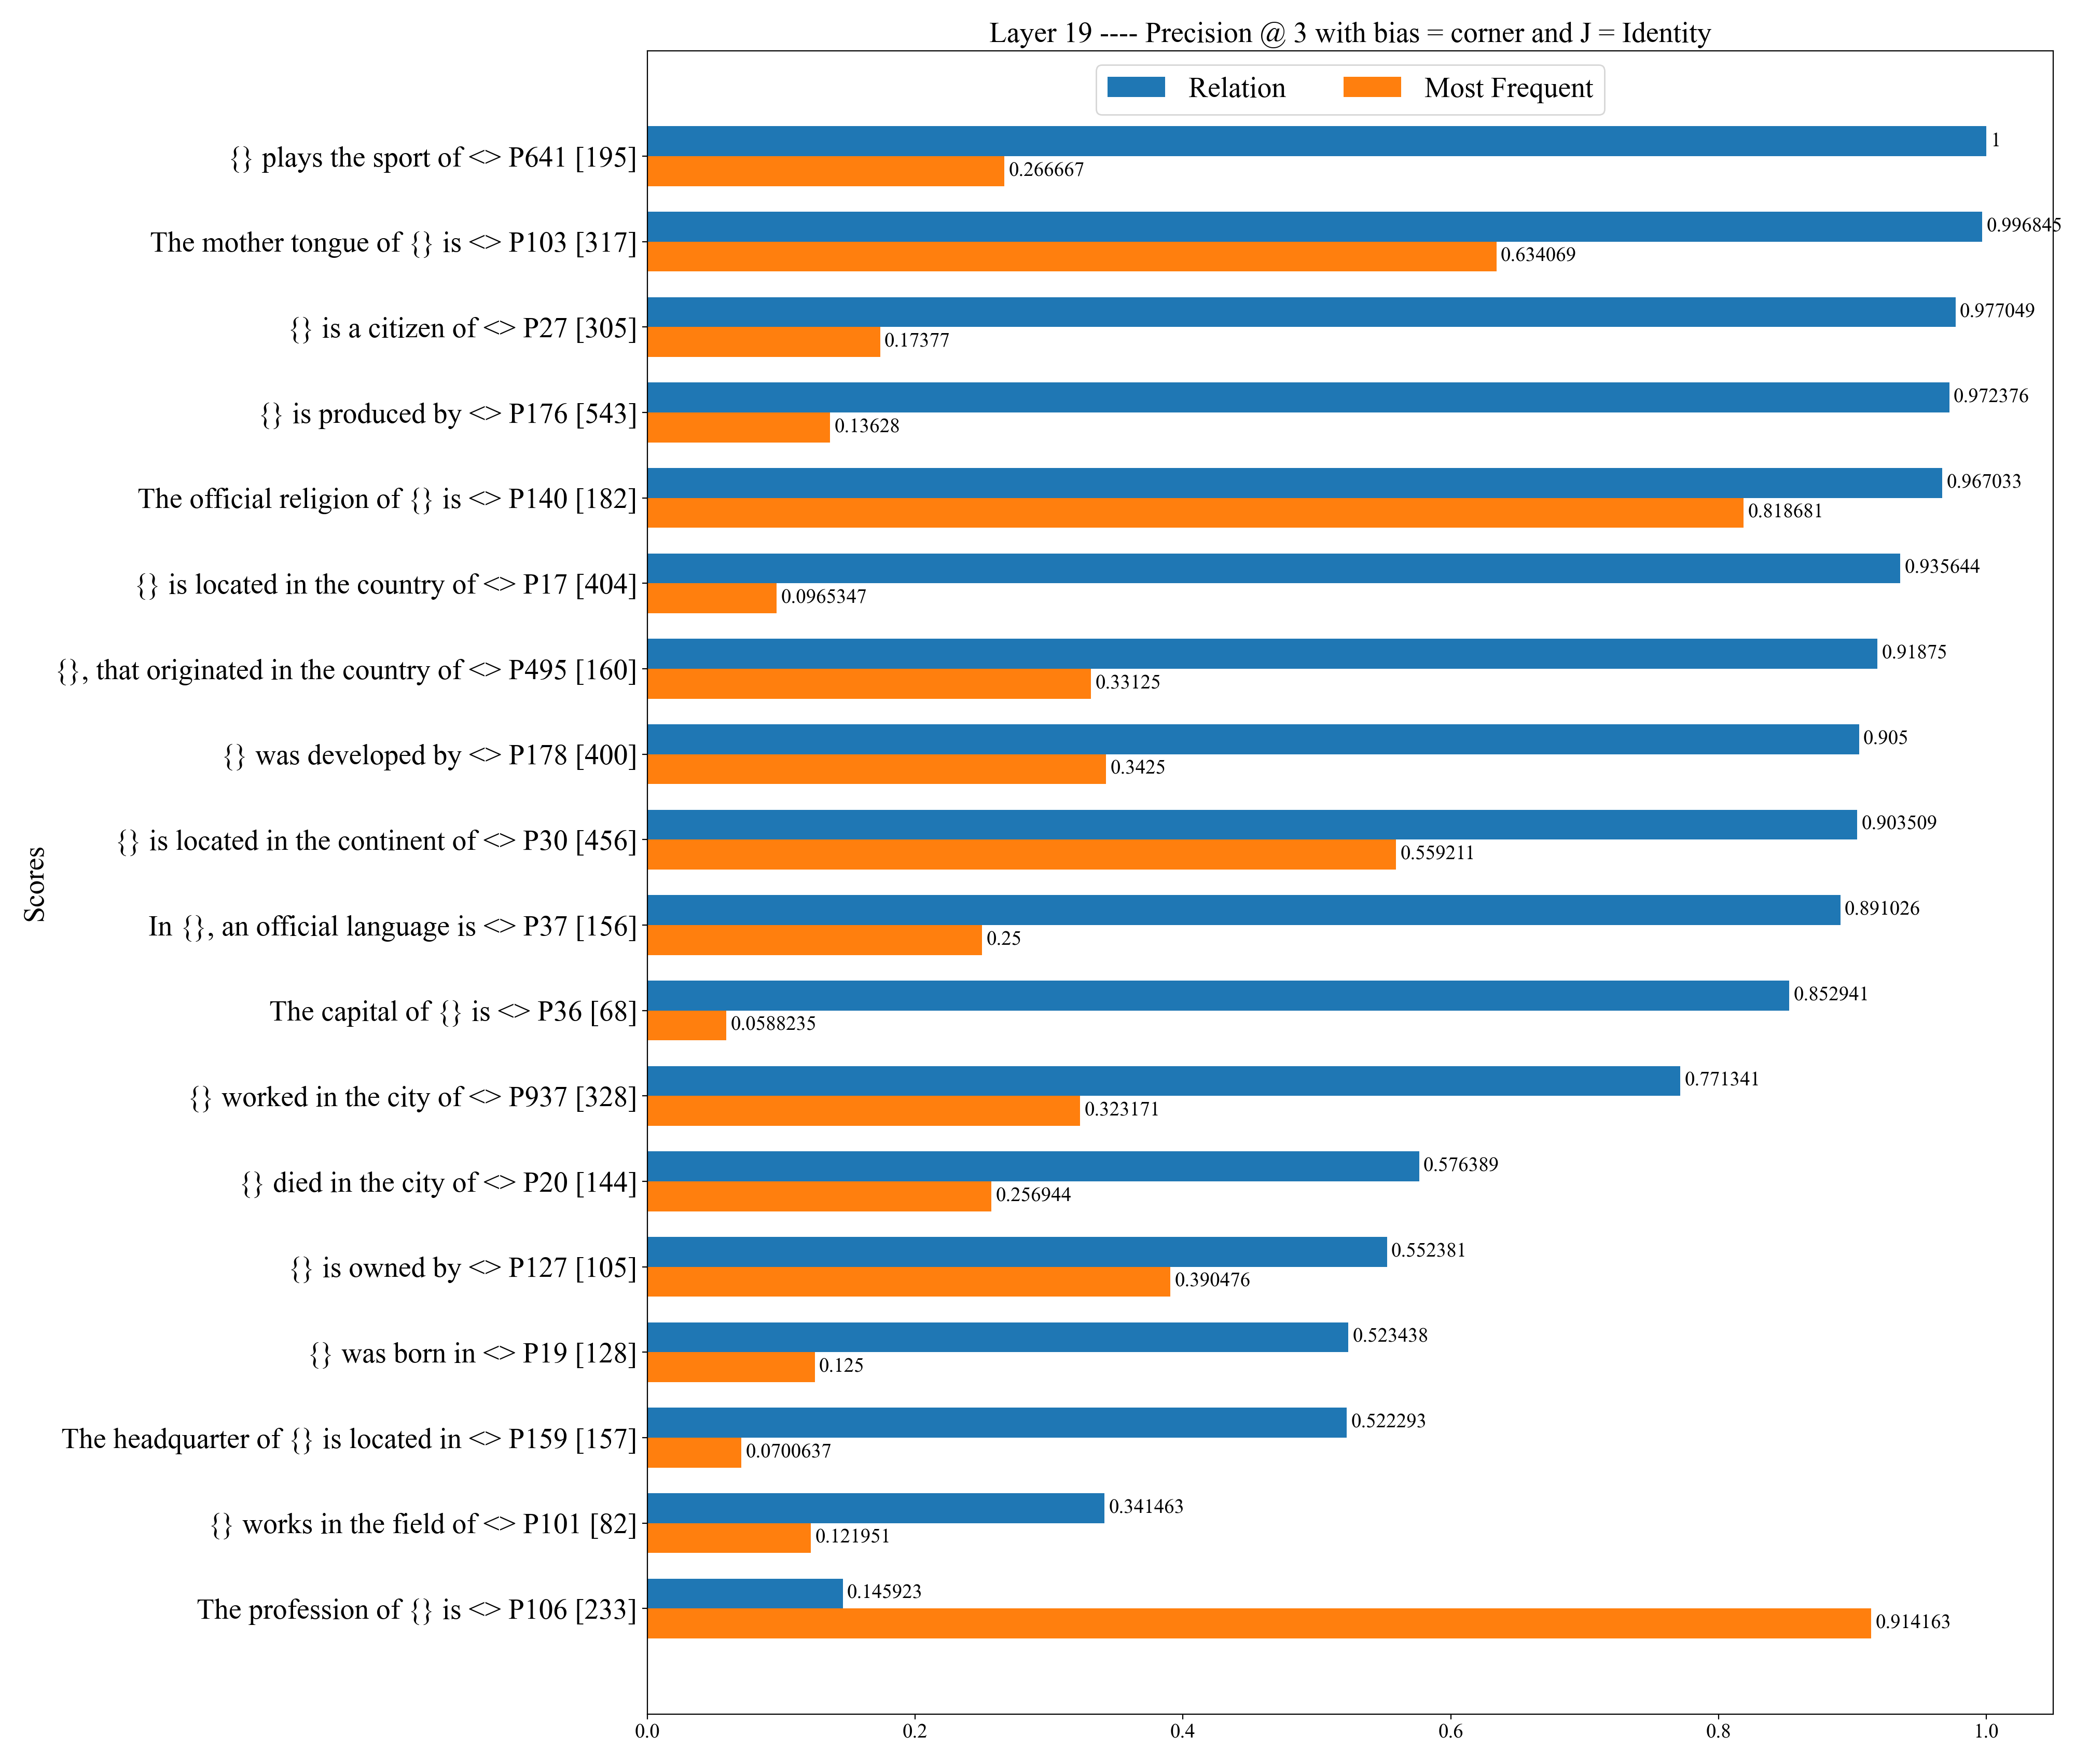 Layer 19 ---- Precision @ 3 with bias = corner and J = Identity
Relation Most Frequent
{} plays the sport of <> P641 [195] 1
0.266667
The mother tongue of {} is <> P103 [317] 0.996845
0.634069
{} is a citizen of <> P27 [305] 0.977049
0.17377
{} is produced by <> P176 [543] 0.972376
0.13628
The official religion of {} is <> P140 [182] 0.967033
0.818681
{} is located in the country of <> P17 [404] 0.935644
0.0965347
{}, that originated in the country of <> P495 [160] 0.91875
0.33125
{} was developed by <> P178 [400] 0.905
0.3425
{} is located in the continent of <> P30 [456] 0.903509
0.559211
Scores
In {}, an official language is <> P37 [156] 0.891026
0.25
The capital of {} is <> P36 [68] 0.852941
0.0588235
{} worked in the city of <> P937 [328] 0.771341
0.323171
{} died in the city of <> P20 [144] 0.576389
0.256944
{} is owned by <> P127 [105] 0.552381
0.390476
{} was born in <> P19 [128] 0.523438
0.125
The headquarter of {} is located in <> P159 [157] 0.522293
0.0700637
{} works in the field of <> P101 [82] 0.341463
0.121951
The profession of {} is <> P106 [233] 0.145923
0.914163
0.0 0.2 0.4 0.6 0.8 1.0